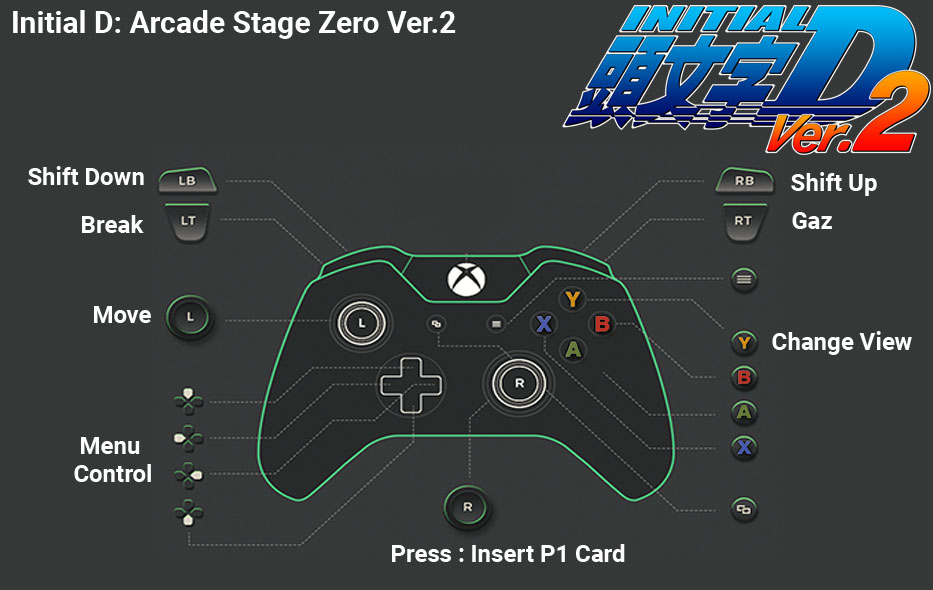 Initial D: Arcade Stage Zero Ver.2
INITIAL
頭文字D
Ver.2
Shift Down
LB
RB
Shift Up
Break
LT
RT
Gaz
Move
L
L
Y
X
B
A
Y
Change View
R
B
A
Menu
Control
X
R
Press : Insert P1 Card